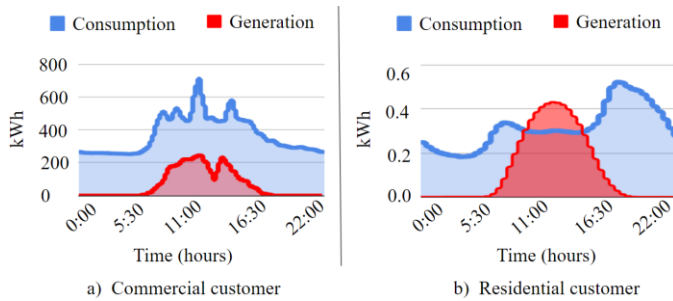 Consumption Generation
800
600
400
200
0
kWh
0:00 5:30 11:00 16:30 22:00
Time (hours)
a) Commercial customer
Consumption Generation
0.6
0.4
0.2
0.0
kWh
0:00 5:30 11:00 16:30 22:00
Time (hours)
b) Residential customer